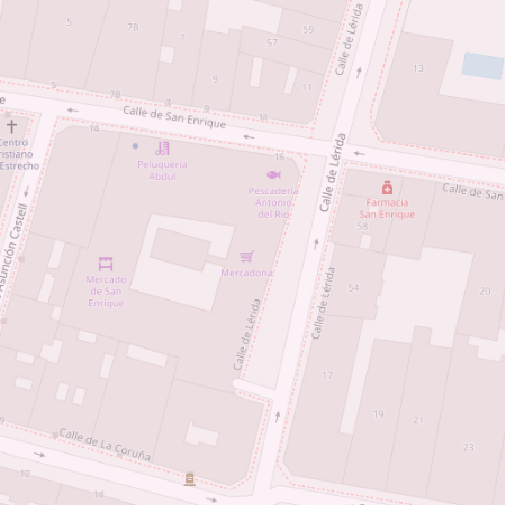 59
5
7B
7
57
Calle de Lérida
13
9
11
5
7B
9
9
10
Calle de San Enrique
14
Centro
Peluquería
Abdul
16
Calle de Lérida
Pescadería
Antonio
del Río
Farmacia
San Enrique
Calle de San
58
Asunción Castell
Mercadona
Mercado
de San
Enrique
54
20
Calle de Lérida
Calle de Lérida
17
19
21
23
Calle de La Coruña
12
14